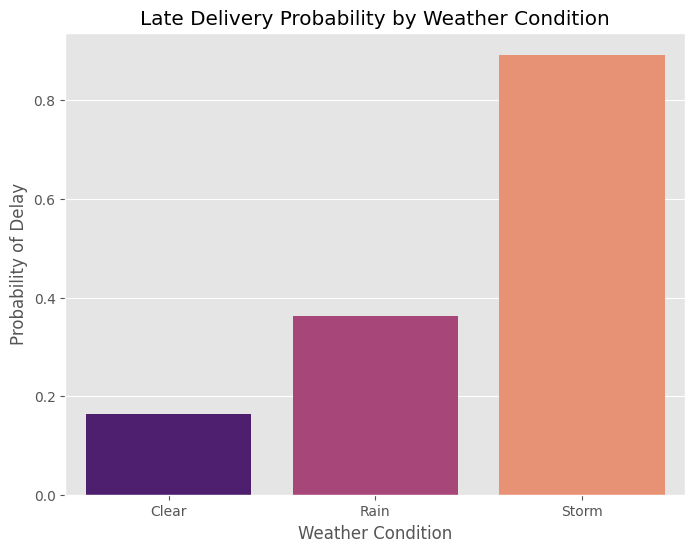 Late Delivery Probability by Weather Condition
Probability of Delay
0.8
0.6
0.4
0.2
0.0
Clear
Rain
Storm
Weather Condition